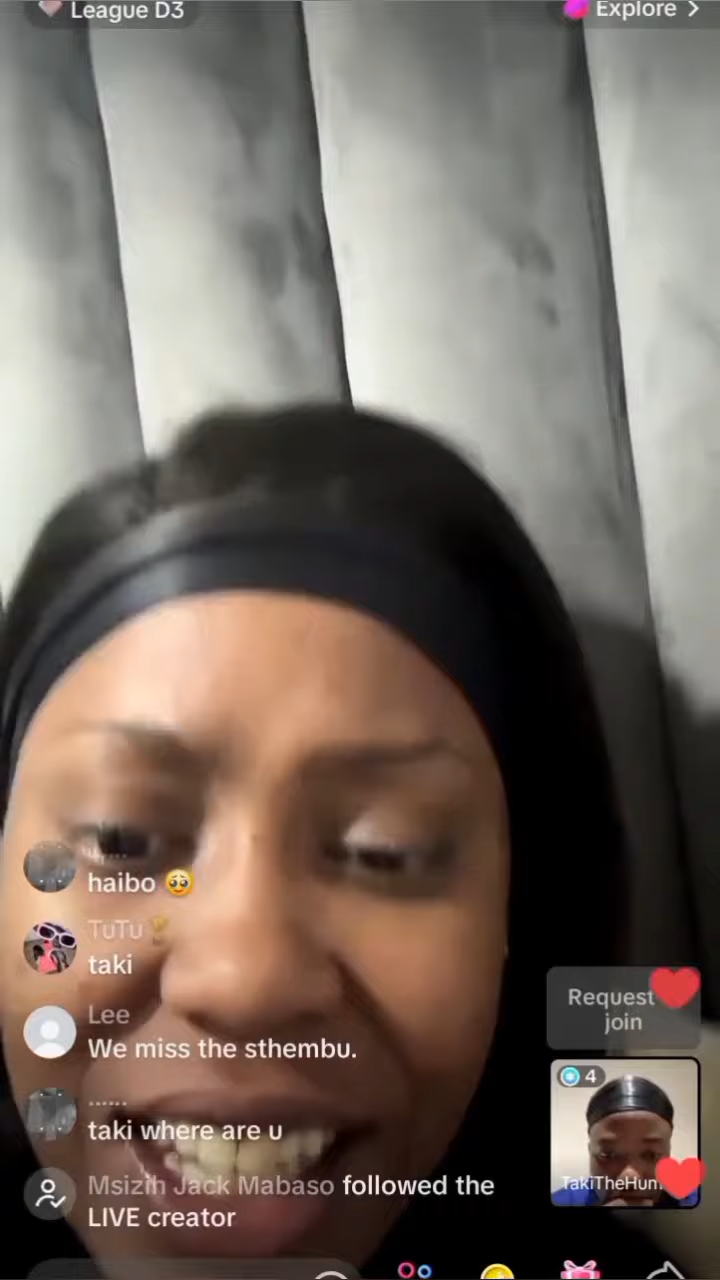 League D3
Explore
haibo 🥹
TuTu
taki
Request
join
Lee
We miss the sthembu.
4
......
taki where are u
TakiTheHun
Msizih Jack Mabaso followed the
LIVE creator